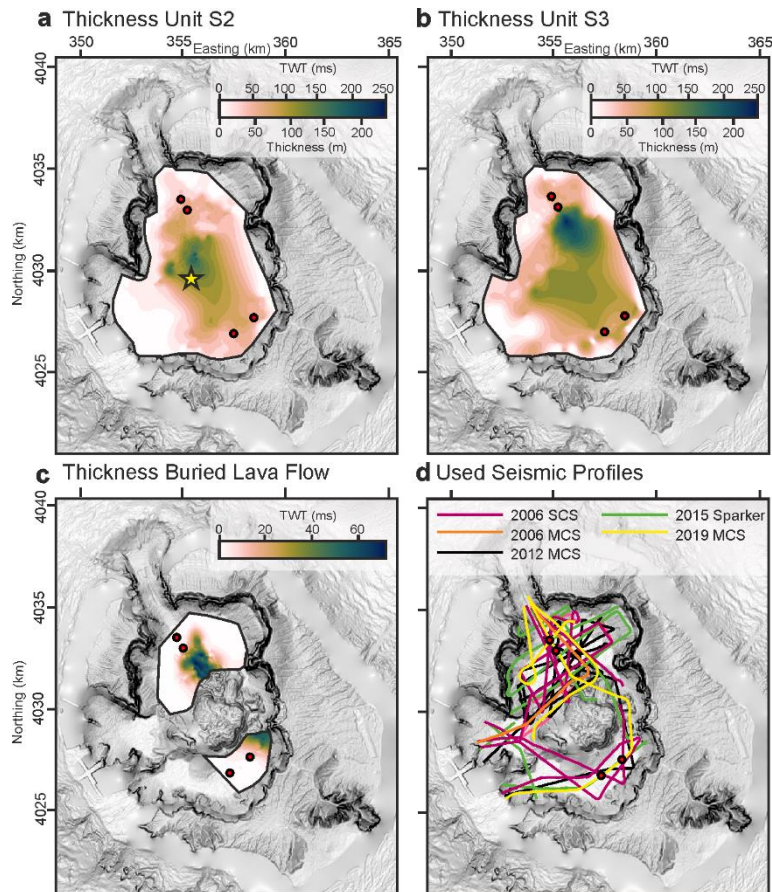 a Thickness Unit S2
350 355 360 365
Easting (km)
TWT (ms)
0 50 100 150 200 250
0 50 100 150 200
Thickness (m)
Northing (km)
4040
4035
4030
4025
b Thickness Unit S3
350 355 360 365
Easting (km)
TWT (ms)
0 50 100 150 200 250
0 50 100 150 200
Thickness (m)
c Thickness Buried Lava Flow
TWT (ms)
0 20 40 60
Northing (km)
4040
4035
4030
4025
d Used Seismic Profiles
2006 SCS 2015 Sparker
2006 MCS 2019 MCS
2012 MCS